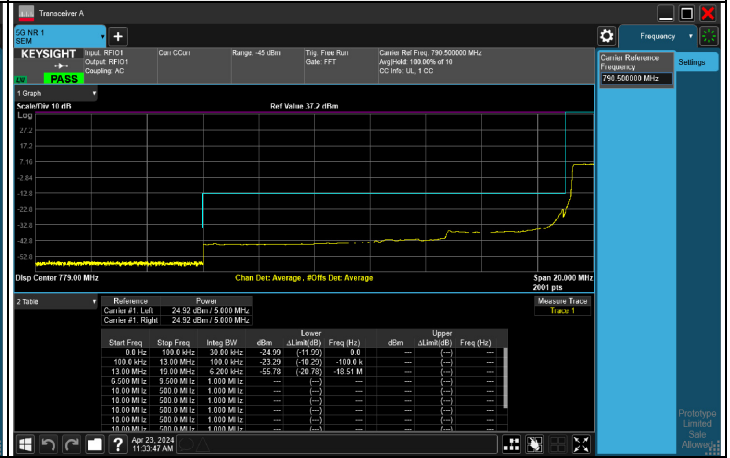 Transceiver A
5G NR 1
SEM
Frequency
KEYSIGHT
Input: RFIO1
Output: RFIO1
Coupling: AC
Corr CCorr
Range: -45 dBm
Trig: Free Run
Gate: FFT
Carrier Ref Freq: 790.500000 MHz
Avg|Hold: 100.00% of 10
CC Info: UL, 1 CC
PASS
Carrier Reference
Frequency
790.500000 MHz
Settings
1 Graph
Scale/Div 10 dB
Ref Value 37.2 dBm
Log
27.2
17.2
7.16
-2.84
-12.8
-22.8
-32.8
-42.8
-52.8
Disp Center 779.00 MHz
Chan Det: Average , #Offs Det: Average
Span 20.000 MHz
2001 pts
2 Table
Reference Power
Carrier #1. Left 24.92 dBm / 5.000 MHz
Carrier #1. Right 24.92 dBm / 5.000 MHz
Measure Trace
Trace 1
Lower Upper
Start Freq Stop Freq Integ BW dBm ΔLimit(dB) Freq (Hz) dBm ΔLimit(dB) Freq (Hz)
0.0 Hz 100.0 kHz 30.00 kHz -24.99 (-11.99) 0.0 --- (---) ---
100.0 kHz 13.00 MHz 100.0 kHz -23.29 (-10.29) -100.0 k --- (---) ---
13.00 MHz 19.00 MHz 6.200 kHz -55.78 (-20.78) -18.51 M --- (---) ---
6.500 MHz 9.500 MHz 1.000 MHz --- (---) --- --- (---) ---
10.00 MHz 500.0 MHz 1.000 MHz --- (---) --- --- (---) ---
10.00 MHz 500.0 MHz 1.000 MHz --- (---) --- --- (---) ---
10.00 MHz 500.0 MHz 1.000 MHz --- (---) --- --- (---) ---
10.00 MHz 500.0 MHz 1.000 MHz --- (---) --- --- (---) ---
10.00 MHz 500.0 MHz 1.000 MHz --- (---) --- --- (---) ---
Prototype
Limited
Sale
Allowed
Apr 23, 2024
11:33:47 AM